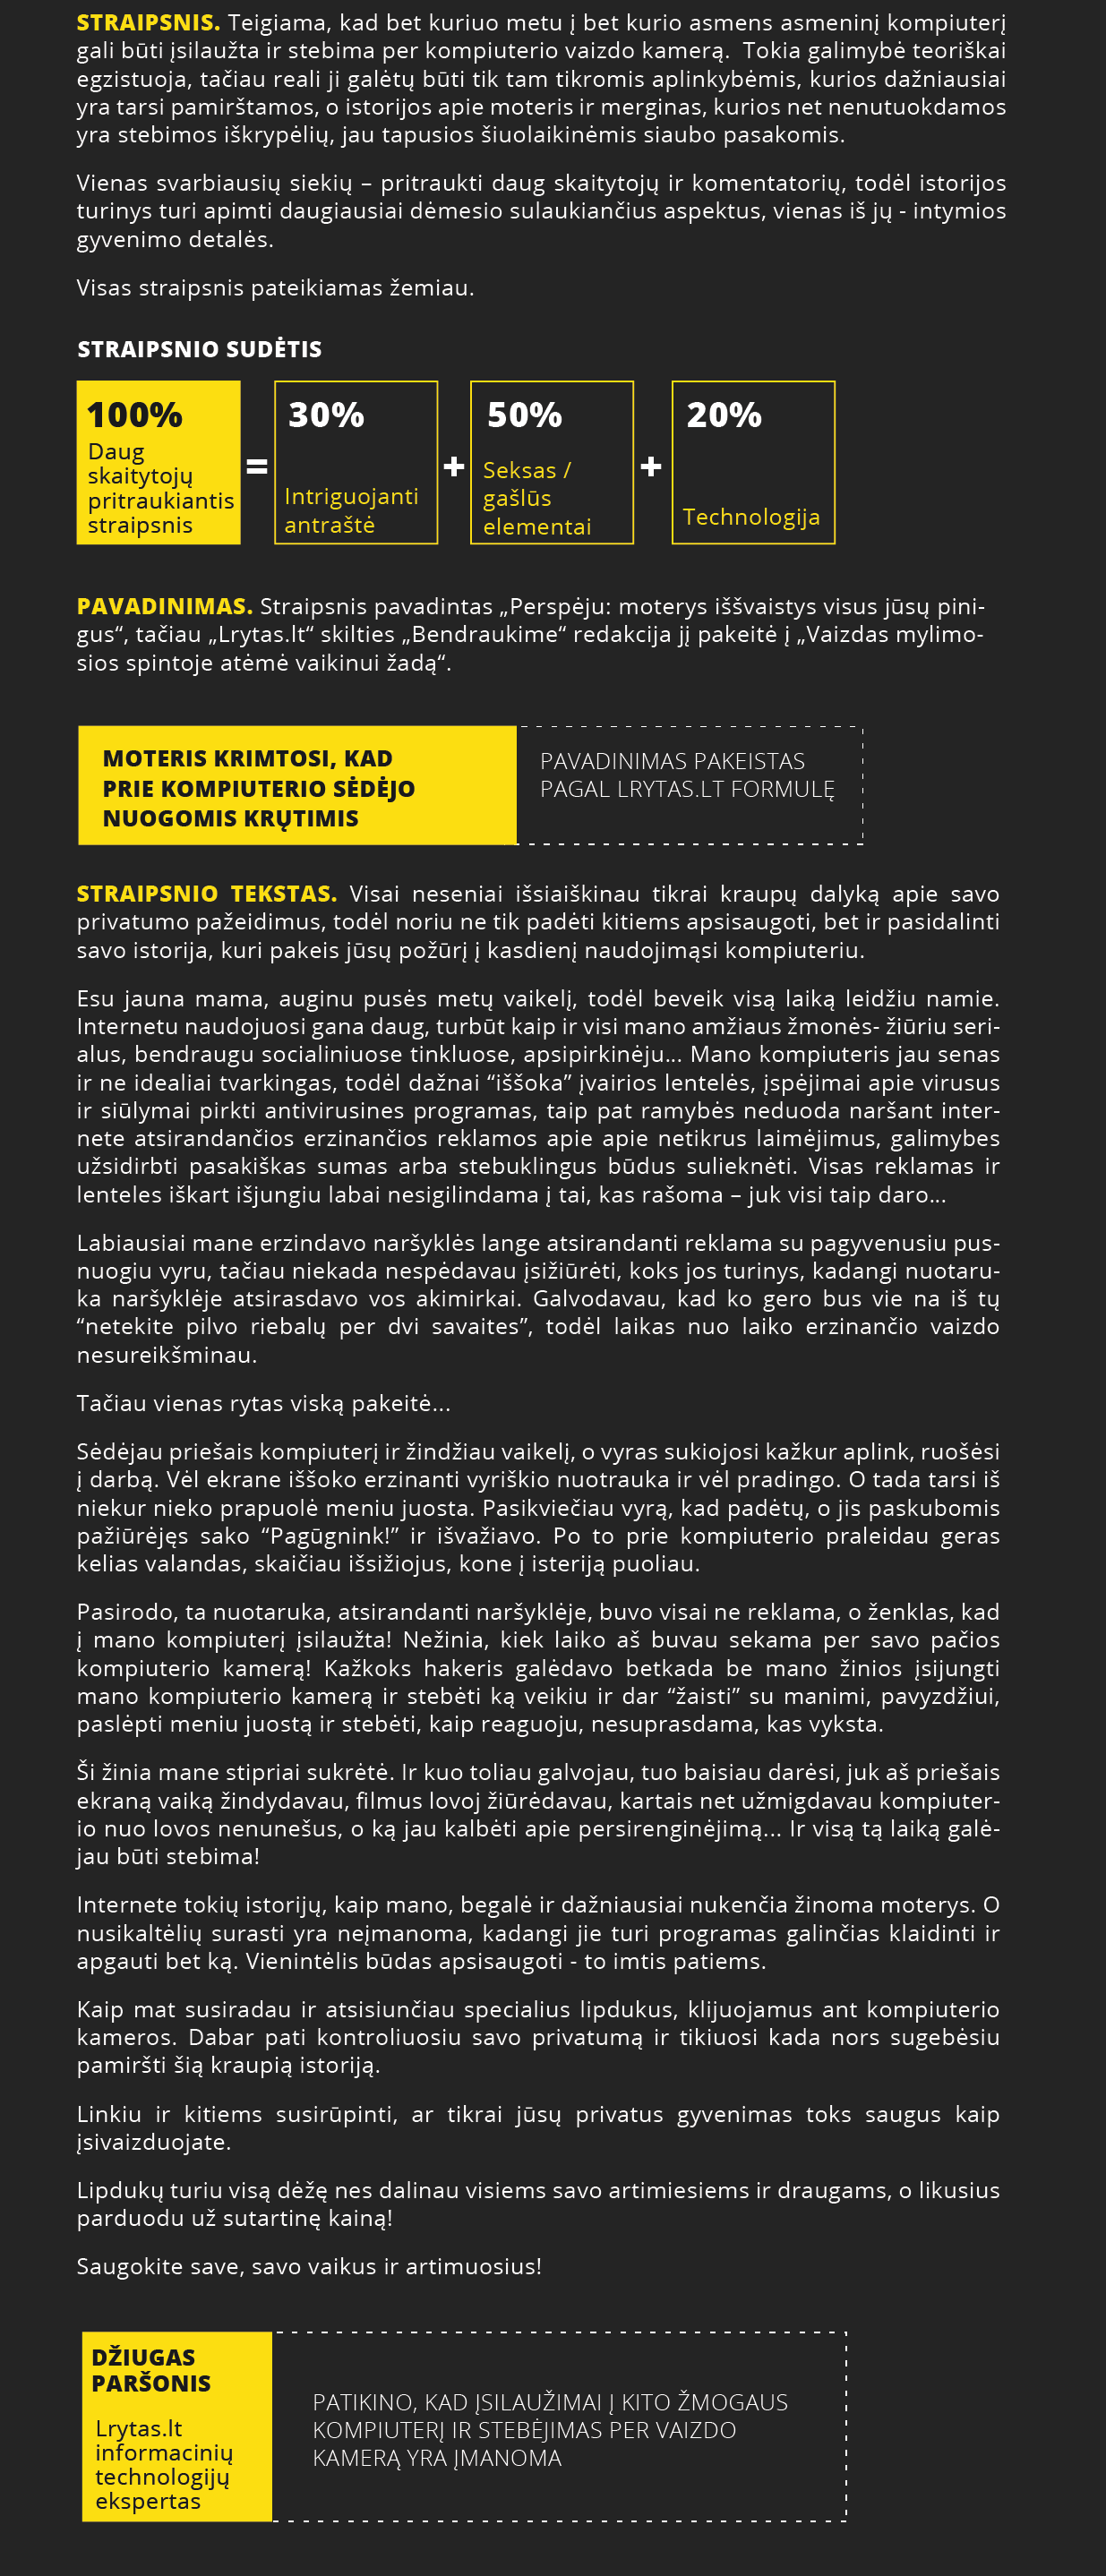 STRAIPSNIS. Teigiama, kad bet kuriuo metu į bet kurio asmens asmeninį kompiuterį
gali būti įsilaužta ir stebima per kompiuterio vaizdo kamerą. Tokia galimybė teoriškai
egzistuoja, tačiau reali ji galėtų būti tik tam tikromis aplinkybėmis, kurios dažniausiai
yra tarsi pamirštamos, o istorijos apie moteris ir merginas, kurios net nenutuokdamos
yra stebimos iškrypėlių, jau tapusios šiuolaikinėmis siaubo pasakomis.
Vienas svarbiausių siekių – pritraukti daug skaitytojų ir komentatorių, todėl istorijos
turinys turi apimti daugiausiai dėmesio sulaukiančius aspektus, vienas iš jų - intymios
gyvenimo detalės.
Visas straipsnis pateikiamas žemiau.
STRAIPSNIO SUDĖTIS
100%
Daug
skaitytojų
pritraukiantis
straipsnis
=
30%
Intriguojanti
antraštė
+
50%
Seksas /
gašlūs
elementai
+
20%
Technologija
PAVADINIMAS. Straipsnis pavadintas „Perspėju: moterys iššvaistys visus jūsų pini-
gus“, tačiau „Lrytas.lt“ skilties „Bendraukime“ redakcija jį pakeitė į „Vaizdas mylimo-
sios spintoje atėmė vaikinui žadą“.
MOTERIS KRIMTOSI, KAD
PRIE KOMPIUTERIO SĖDĖJO
NUOGOMIS KRŲTIMIS
PAVADINIMAS PAKEISTAS
PAGAL LRYTAS.LT FORMULĘ
STRAIPSNIO TEKSTAS. Visai neseniai išsiaiškinau tikrai kraupų dalyką apie savo
privatumo pažeidimus, todėl noriu ne tik padėti kitiems apsisaugoti, bet ir pasidalinti
savo istorija, kuri pakeis jūsų požūrį į kasdienį naudojimąsi kompiuteriu.
Esu jauna mama, auginu pusės metų vaikelį, todėl beveik visą laiką leidžiu namie.
Internetu naudojuosi gana daug, turbūt kaip ir visi mano amžiaus žmonės- žiūriu seri-
alus, bendraugu socialiniuose tinkluose, apsipirkinėju... Mano kompiuteris jau senas
ir ne idealiai tvarkingas, todėl dažnai “iššoka” įvairios lentelės, įspėjimai apie virusus
ir siūlymai pirkti antivirusines programas, taip pat ramybės neduoda naršant inter-
nete atsirandančios erzinančios reklamos apie apie netikrus laimėjimus, galimybes
užsidirbti pasakiškas sumas arba stebuklingus būdus sulieknėti. Visas reklamas ir
lenteles iškart išjungiu labai nesigilindama į tai, kas rašoma – juk visi taip daro...
Labiausiai mane erzindavo naršyklės lange atsirandanti reklama su pagyvenusiu pus-
nuogiu vyru, tačiau niekada nespėdavau įsižiūrėti, koks jos turinys, kadangi nuotaru-
ka naršyklėje atsirasdavo vos akimirkai. Galvodavau, kad ko gero bus vie na iš tų
“netekite pilvo riebalų per dvi savaites”, todėl laikas nuo laiko erzinančio vaizdo
nesureikšminau.
Tačiau vienas rytas viską pakeitė...
Sėdėjau priešais kompiuterį ir žindžiau vaikelį, o vyras sukiojosi kažkur aplink, ruošėsi
į darbą. Vėl ekrane iššoko erzinanti vyriškio nuotrauka ir vėl pradingo. O tada tarsi iš
niekur nieko prapuolė meniu juosta. Pasikviečiau vyrą, kad padėtų, o jis paskubomis
pažiūrėjęs sako “Pagūgnink!” ir išvažiavo. Po to prie kompiuterio praleidau geras
kelias valandas, skaičiau išsižiojus, kone į isteriją puoliau.
Pasirodo, ta nuotaruka, atsirandanti naršyklėje, buvo visai ne reklama, o ženklas, kad
į mano kompiuterį įsilaužta! Nežinia, kiek laiko aš buvau sekama per savo pačios
kompiuterio kamerą! Kažkoks hakeris galėdavo betkada be mano žinios įsijungti
mano kompiuterio kamerą ir stebėti ką veikiu ir dar “žaisti” su manimi, pavyzdžiui,
paslėpti meniu juostą ir stebėti, kaip reaguoju, nesuprasdama, kas vyksta.
Ši žinia mane stipriai sukrėtė. Ir kuo toliau galvojau, tuo baisiau darėsi, juk aš priešais
ekraną vaiką žindydavau, filmus lovoj žiūrėdavau, kartais net užmigdavau kompiuter-
io nuo lovos nenunešus, o ką jau kalbėti apie persirenginėjimą... Ir visą tą laiką galė-
jau būti stebima!
Internete tokių istorijų, kaip mano, begalė ir dažniausiai nukenčia žinoma moterys. O
nusikaltėlių surasti yra neįmanoma, kadangi jie turi programas galinčias klaidinti ir
apgauti bet ką. Vienintėlis būdas apsisaugoti - to imtis patiems.
Kaip mat susiradau ir atsisiunčiau specialius lipdukus, klijuojamus ant kompiuterio
kameros. Dabar pati kontroliuosiu savo privatumą ir tikiuosi kada nors sugebėsiu
pamiršti šią kraupią istoriją.
Linkiu ir kitiems susirūpinti, ar tikrai jūsų privatus gyvenimas toks saugus kaip
įsivaizduojate.
Lipdukų turiu visą dėžę nes dalinau visiems savo artimiesiems ir draugams, o likusius
parduodu už sutartinę kainą!
Saugokite save, savo vaikus ir artimuosius!
DŽIUGAS
PARŠONIS
Lrytas.lt
informacinių
technologijų
ekspertas
PATIKINO, KAD ĮSILAUŽIMAI Į KITO ŽMOGAUS
KOMPIUTERĮ IR STEBĖJIMAS PER VAIZDO
KAMERĄ YRA ĮMANOMA